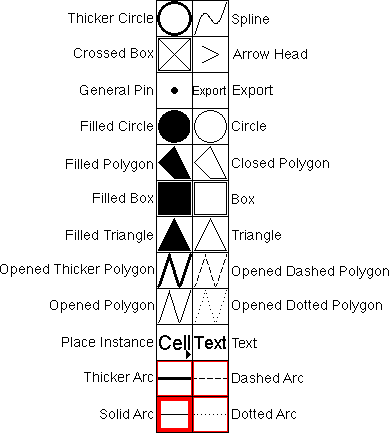 Thicker Circle Spline
Crossed Box Arrow Head
General Pin Export Export
Filled Circle Circle
Filled Polygon Closed Polygon
Filled Box Box
Filled Triangle Triangle
Opened Thicker Polygon Opened Dashed Polygon
Opened Polygon Opened Dotted Polygon
Place Instance Cell Text Text
Thicker Arc Dashed Arc
Solid Arc Dotted Arc